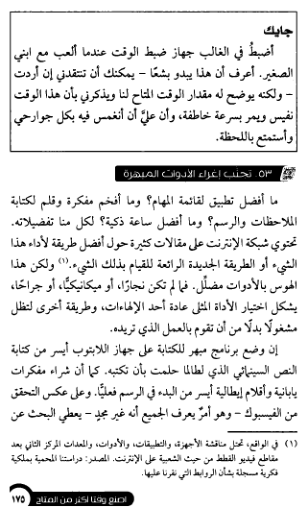 جايك
أضبطُ في الغالب جهاز ضبط الوقت عندما ألعب مع ابني
الصغير. أعرف أن هذا يبدو بشعًا – يمكنك أن تنتقدني إن أردت
– ولكنه يوضح له مقدار الوقت المتاح لنا ويذكرني بأن هذا الوقت
نفيس ويمر بسرعة خاطفة، وأن عليَّ أن أنغمس فيه بكل جوارحي
وأستمتع باللحظة.
٥٣. تجنب إغراء الأدوات المبهرة
ما أفضل تطبيق لقائمة المهام؟ وما أفخم مفكرة وقلم لكتابة
الملاحظات والرسم؟ وما أفضل ساعة ذكية؟ لكل منا تفضيلاته.
تحتوي شبكة الإنترنت على مقالات كثيرة حول أفضل طريقة لأداء هذا
الشيء أو الطريقة الجديدة الرائعة للقيام بذلك الشيء.(١) ولكن هذا
الهوس بالأدوات مضلِّل. فما لم تكن نجارًا، أو ميكانيكيًّا، أو جراحًا،
يشكل اختيار الأداة المثلى عادة أحد الإلهاءات، وطريقة أخرى لتظل
مشغولًا بدلًا من أن تقوم بالعمل الذي تريده.
إن وضع برنامج مبهر للكتابة على جهاز اللابتوب أيسر من كتابة
النص السينمائي الذي لطالما حلمت بأن تكتبه. كما أن شراء مفكرات
يابانية وأقلام إيطالية أيسر من البدء في الرسم فعليًّا. وعلى عكس التحقق
من الفيسبوك – وهو أمرٌ يعرف الجميع أنه غير مجدٍ – يعطي البحث عن
(١) في الواقع، تحتل مناقشة الأجهزة، والتطبيقات، والأدوات، والمعدات المركز الثاني بعد
مقاطع فيديو القطط من حيث الشعبية على الإنترنت. المصدر: دراستنا المحمية بملكية
فكرية مسجلة بشأن الروابط التي نقرنا عليها.
اصنع وقتا أكثر من المتاح ١٧٥